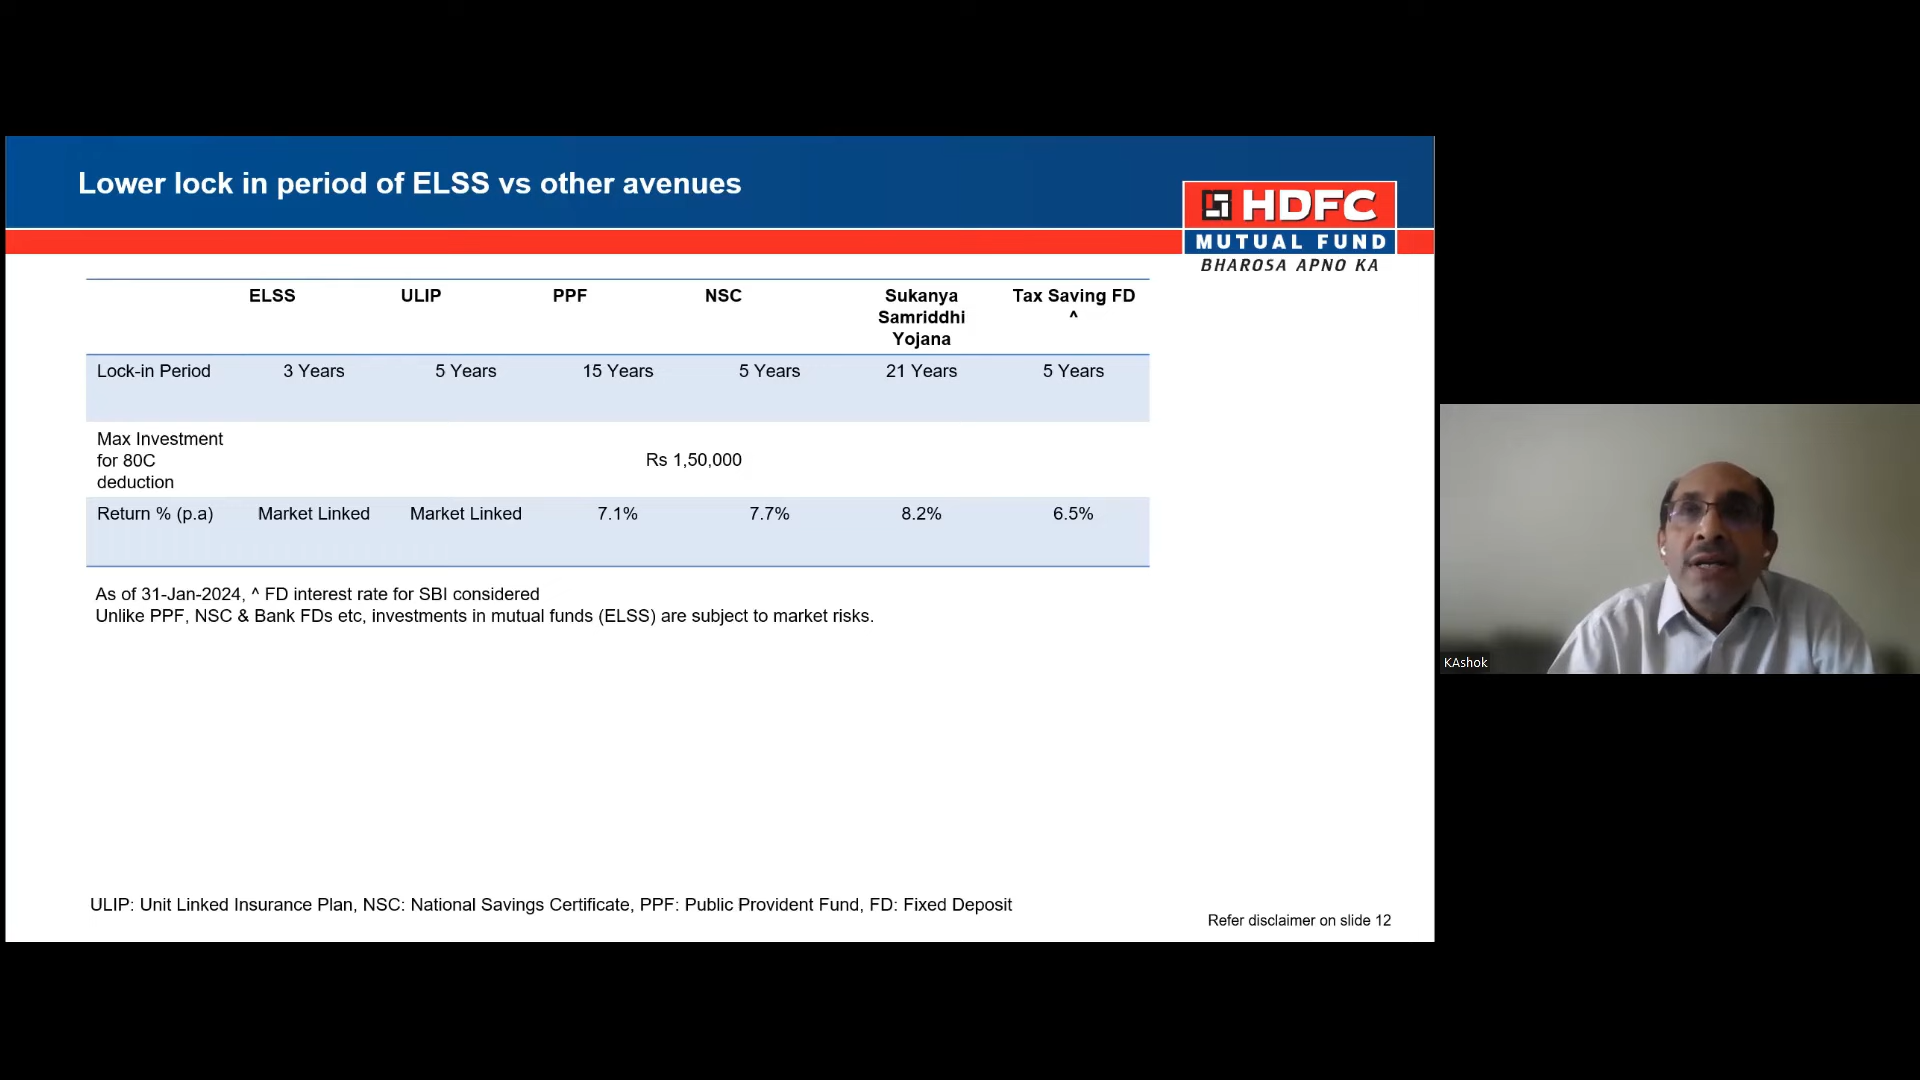 Lower lock in period of ELSS vs other avenues
HDFC
MUTUAL FUND
BHAROSA APNO KA
ELSS ULIP PPF NSC Sukanya Samriddhi Yojana Tax Saving FD ^
Lock-in Period 3 Years 5 Years 15 Years 5 Years 21 Years 5 Years
Max Investment
for 80C
deduction
Rs 1,50,000
Return % (p.a) Market Linked Market Linked 7.1% 7.7% 8.2% 6.5%
As of 31-Jan-2024, ^ FD interest rate for SBI considered
Unlike PPF, NSC & Bank FDs etc, investments in mutual funds (ELSS) are subject to market risks.
KAshok
ULIP: Unit Linked Insurance Plan, NSC: National Savings Certificate, PPF: Public Provident Fund, FD: Fixed Deposit
Refer disclaimer on slide 12